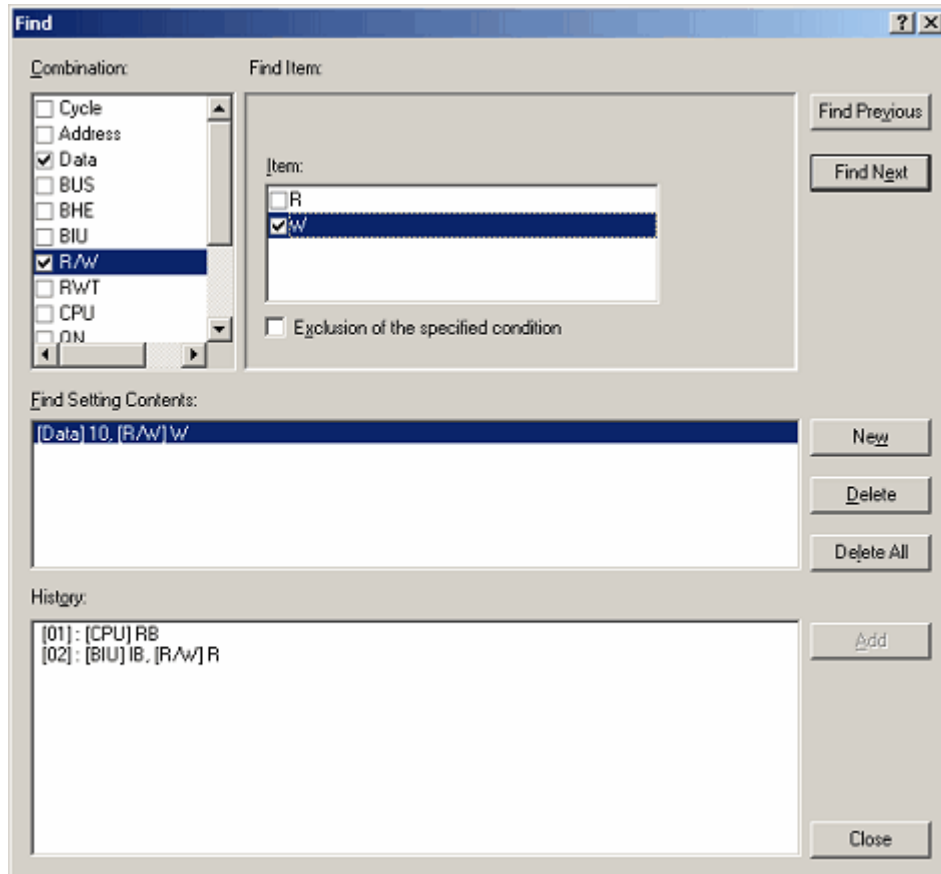 Find
Combination:
Find Item:
Cycle
Address
Data
BUS
BHE
BIU
R/W
RWT
CPU
QN
Item:
R
W
Exclusion of the specified condition
Find Previous
Find Next
Find Setting Contents:
[Data] 10, [R/W] W
New
Delete
Delete All
History:
[01] : [CPU] RB
[02] : [BIU] IB, [R/W] R
Add
Close